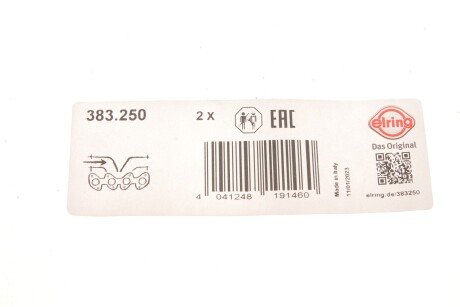 383.250
2 X
EAC
elring
Das Original
4 041248 191460
Made in Italy
11/01/2023
elring.de/383250